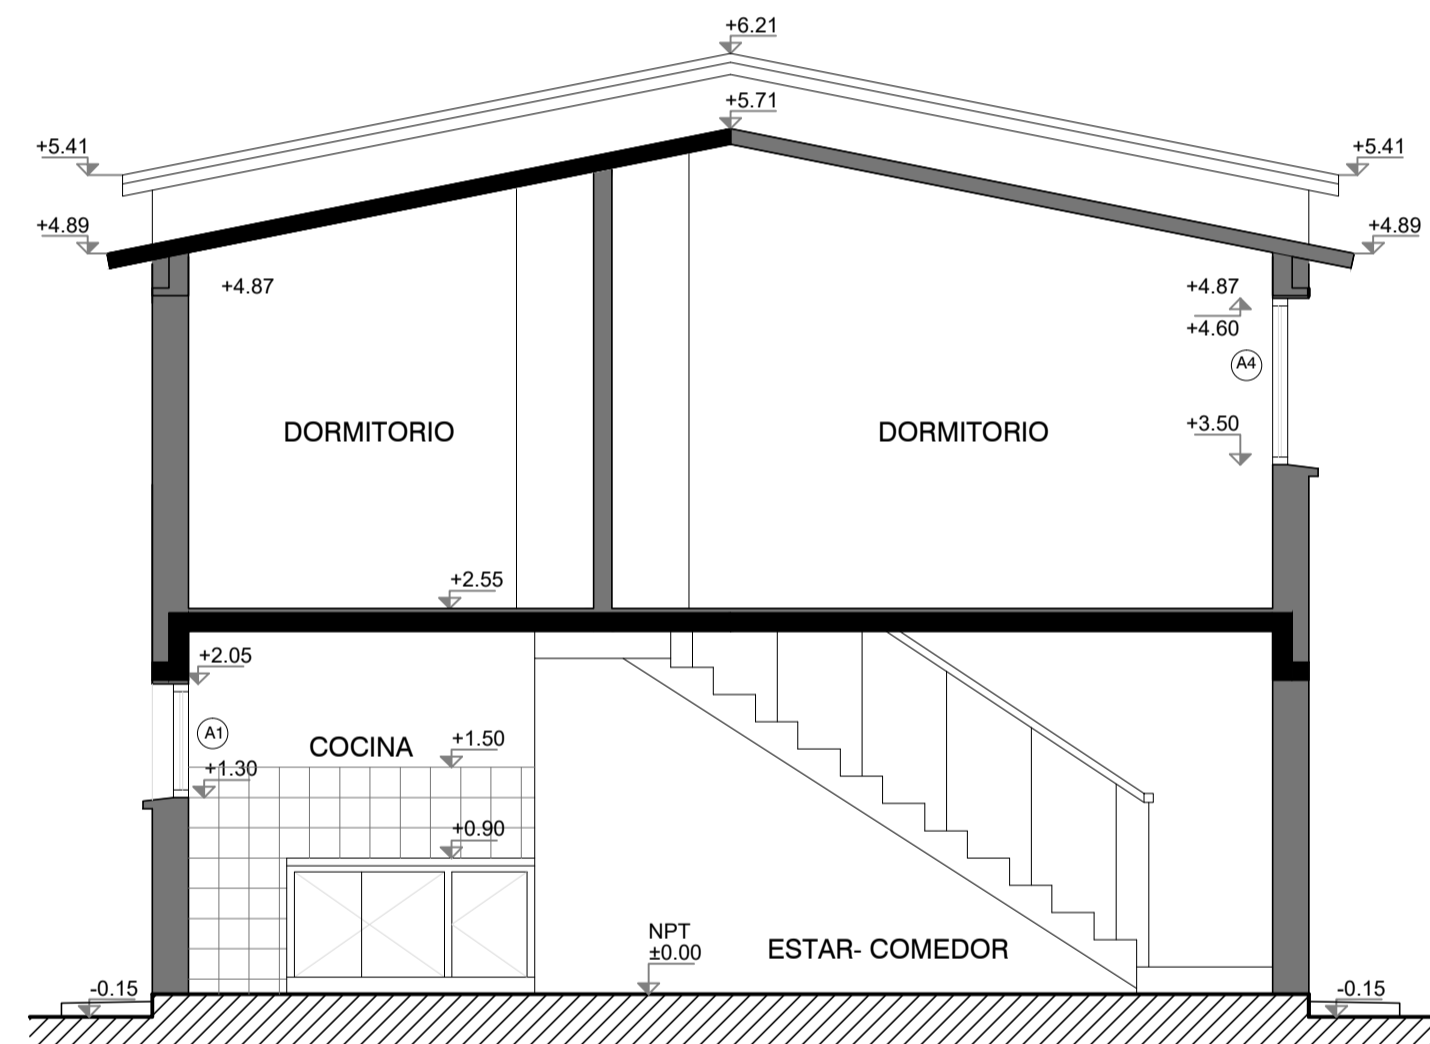 +6.21
+5.71
+5.41
+5.41
+4.89
+4.89
+4.87
+4.87
+4.60
A4
DORMITORIO
DORMITORIO
+3.50
+2.55
+2.05
A1
COCINA
+1.50
+1.30
+0.90
NPT
±0.00
ESTAR- COMEDOR
-0.15
-0.15